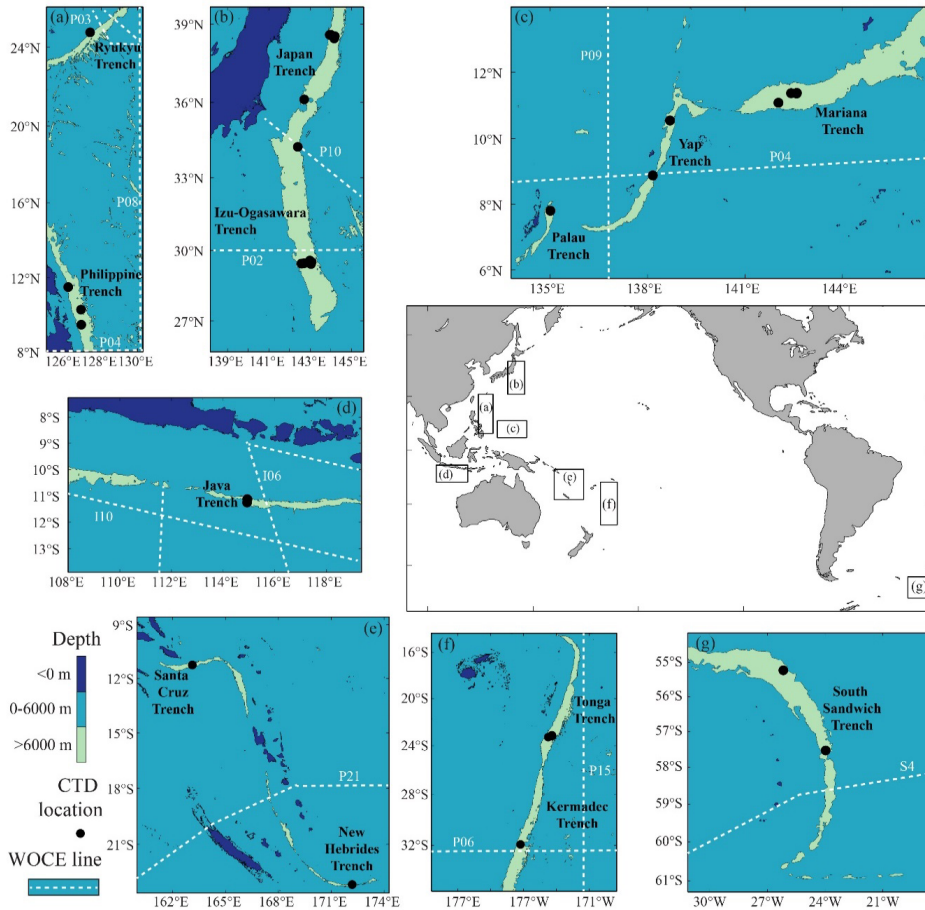 (a)
P03
24°N
Ryukyu
Trench
20°N
16°N
P08
12°N
Philippine
Trench
8°N
P04
126°E
128°E
130°E
(b)
39°N
Japan
Trench
36°N
P10
33°N
Izu-Ogasawara
Trench
30°N
P02
27°N
139°E
141°E
143°E
145°E
(c)
P09
12°N
Mariana
Trench
10°N
Yap
Trench
P04
8°N
Palau
Trench
6°N
135°E
138°E
141°E
144°E
(b)
(a)
(c)
(d)
(e)
(f)
(g)
(d)
8°S
9°S
10°S
I06
Java
Trench
11°S
I10
12°S
13°S
108°E
110°E
112°E
114°E
116°E
118°E
Depth
<0 m
0-6000 m
>6000 m
CTD
location
WOCE line
(e)
9°S
Santa
Cruz
Trench
12°S
15°S
P21
18°S
21°S
New
Hebrides
Trench
162°E
165°E
168°E
171°E
174°E
(f)
16°S
20°S
Tonga
Trench
24°S
P15
28°S
Kermadec
Trench
P06
32°S
177°E
177°W
171°W
(g)
55°S
56°S
South
Sandwich
Trench
57°S
58°S
S4
59°S
60°S
61°S
30°W
27°W
24°W
21°W